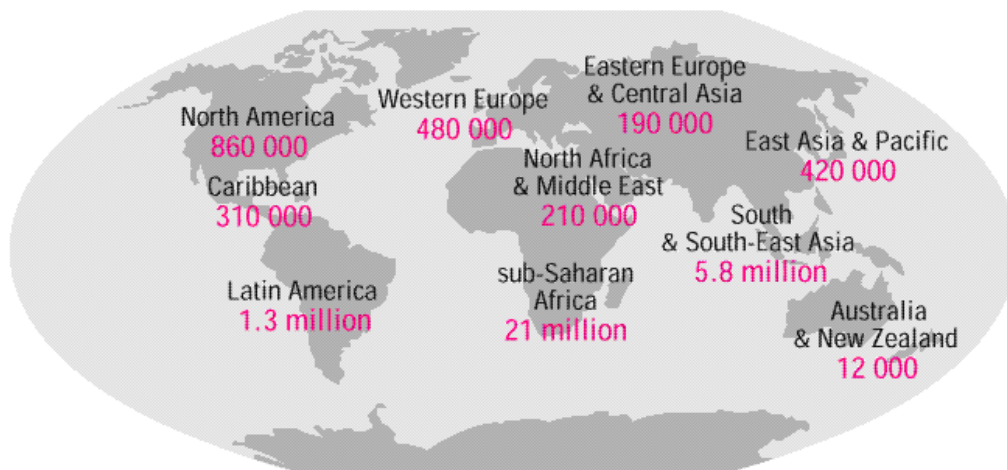 North America
860 000
Caribbean
310 000
Latin America
1.3 million
Western Europe
480 000
Eastern Europe
& Central Asia
190 000
North Africa
& Middle East
210 000
sub-Saharan
Africa
21 million
East Asia & Pacific
420 000
South
& South-East Asia
5.8 million
Australia
& New Zealand
12 000